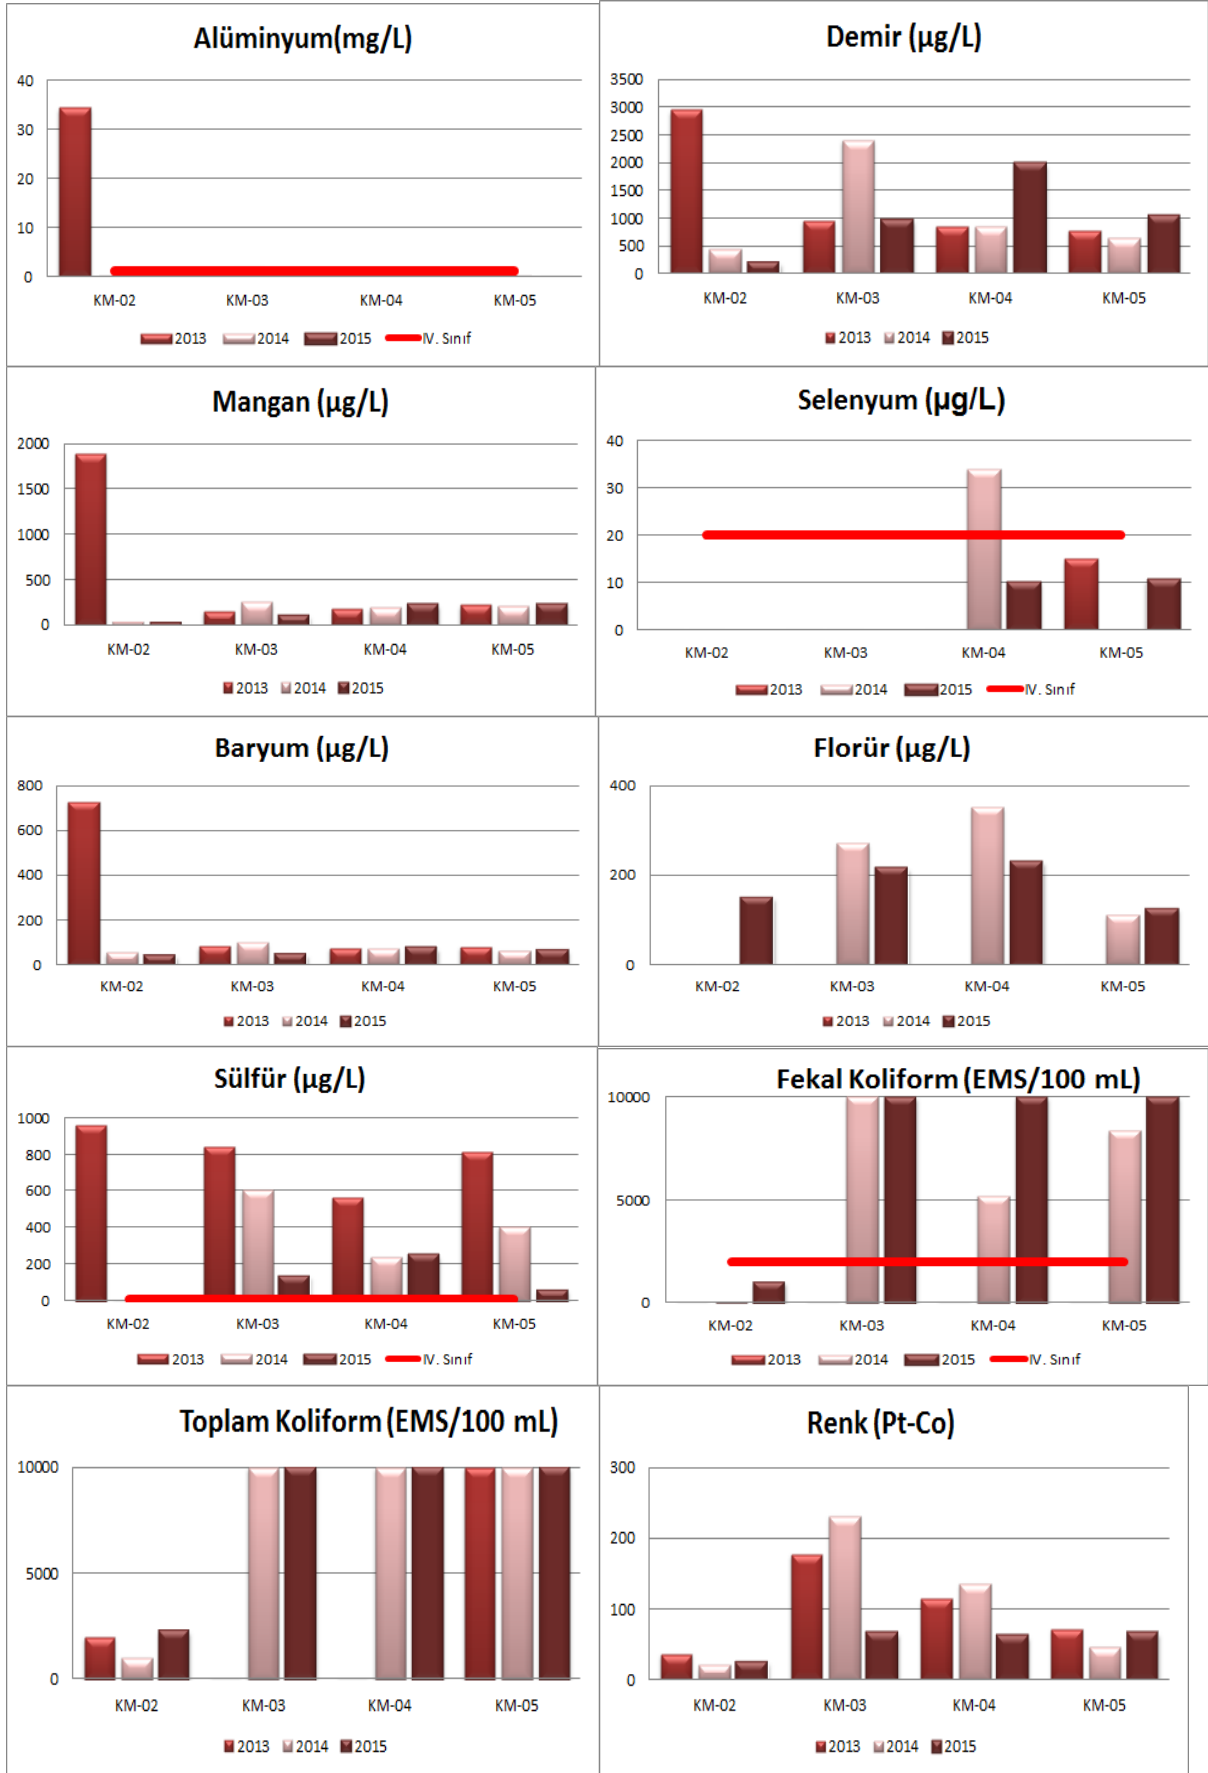 Alüminyum(mg/L)
40
30
20
10
0
KM-02 KM-03 KM-04 KM-05
2013 2014 2015 IV. Sınıf
Demir (µg/L)
3500
3000
2500
2000
1500
1000
500
0
KM-02 KM-03 KM-04 KM-05
2013 2014 2015
Mangan (µg/L)
2000
1500
1000
500
0
KM-02 KM-03 KM-04 KM-05
2013 2014 2015
Selenyum (µg/L)
40
30
20
10
0
KM-02 KM-03 KM-04 KM-05
2013 2014 2015 IV. Sınıf
Baryum (µg/L)
800
600
400
200
0
KM-02 KM-03 KM-04 KM-05
2013 2014 2015
Florür (µg/L)
400
200
0
KM-02 KM-03 KM-04 KM-05
2013 2014 2015
Sülfür (µg/L)
1000
800
600
400
200
0
KM-02 KM-03 KM-04 KM-05
2013 2014 2015 IV. Sınıf
Fekal Koliform (EMS/100 mL)
10000
5000
0
KM-02 KM-03 KM-04 KM-05
2013 2014 2015 IV. Sınıf
Toplam Koliform (EMS/100 mL)
10000
5000
0
KM-02 KM-03 KM-04 KM-05
2013 2014 2015
Renk (Pt-Co)
300
200
100
0
KM-02 KM-03 KM-04 KM-05
2013 2014 2015